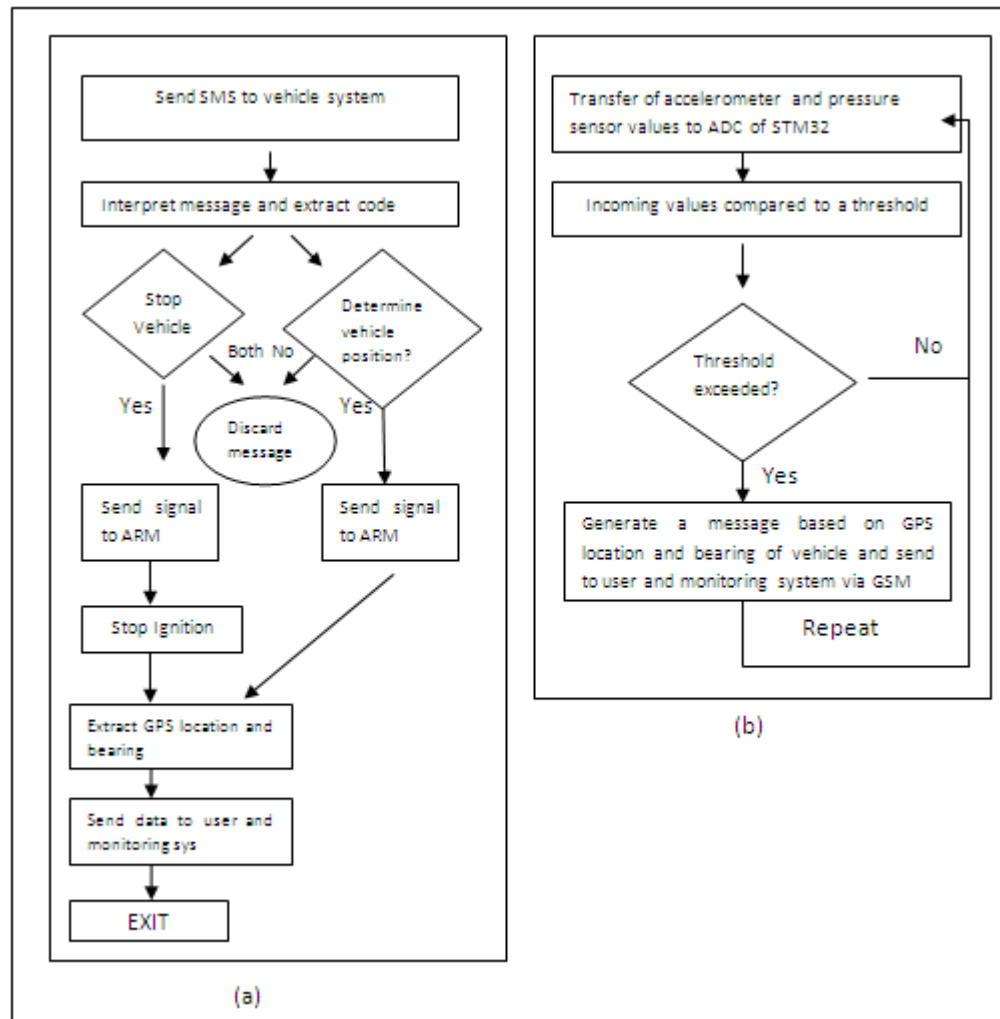 Send SMS to vehicle system
Interpret message and extract code
Stop
Vehicle
Determine
vehicle
position?
Both No
Yes
Yes
Discard
message
Send signal
to ARM
Send signal
to ARM
Stop Ignition
Extract GPS location and
bearing
Send data to user and
monitoring sys
EXIT
(a)
Transfer of accelerometer and pressure
sensor values to ADC of STM32
Incoming values compared to a threshold
Threshold
exceeded?
No
Yes
Generate a message based on GPS
location and bearing of vehicle and send
to user and monitoring system via GSM
Repeat
(b)